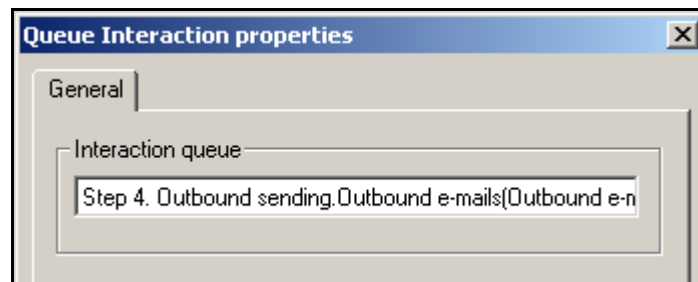 Queue Interaction properties
General
Interaction queue
Step 4. Outbound sending.Outbound e-mails(Outbound e-